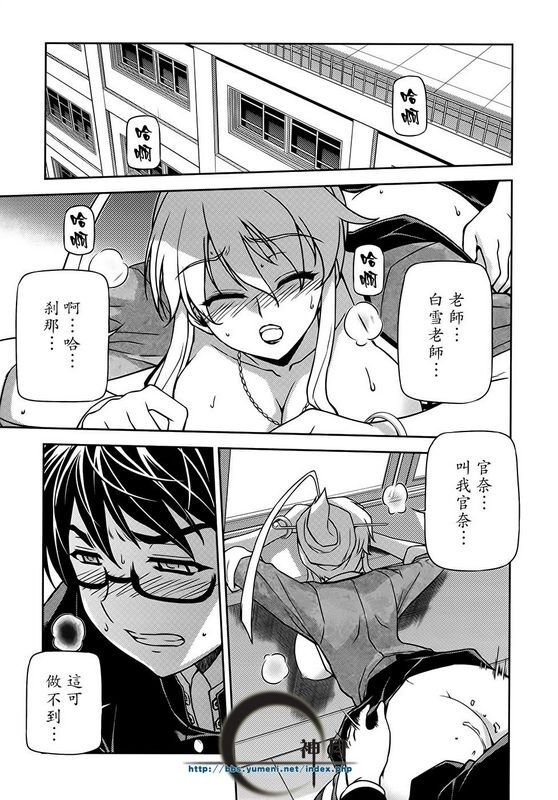 哈啊
哈啊
哈啊
哈啊
老師⋯
白雪老師⋯
啊⋯哈⋯
剎那⋯
官奈⋯
叫我官奈⋯
這可
做不到⋯
神
http://bbs.yumeni.net/index.php